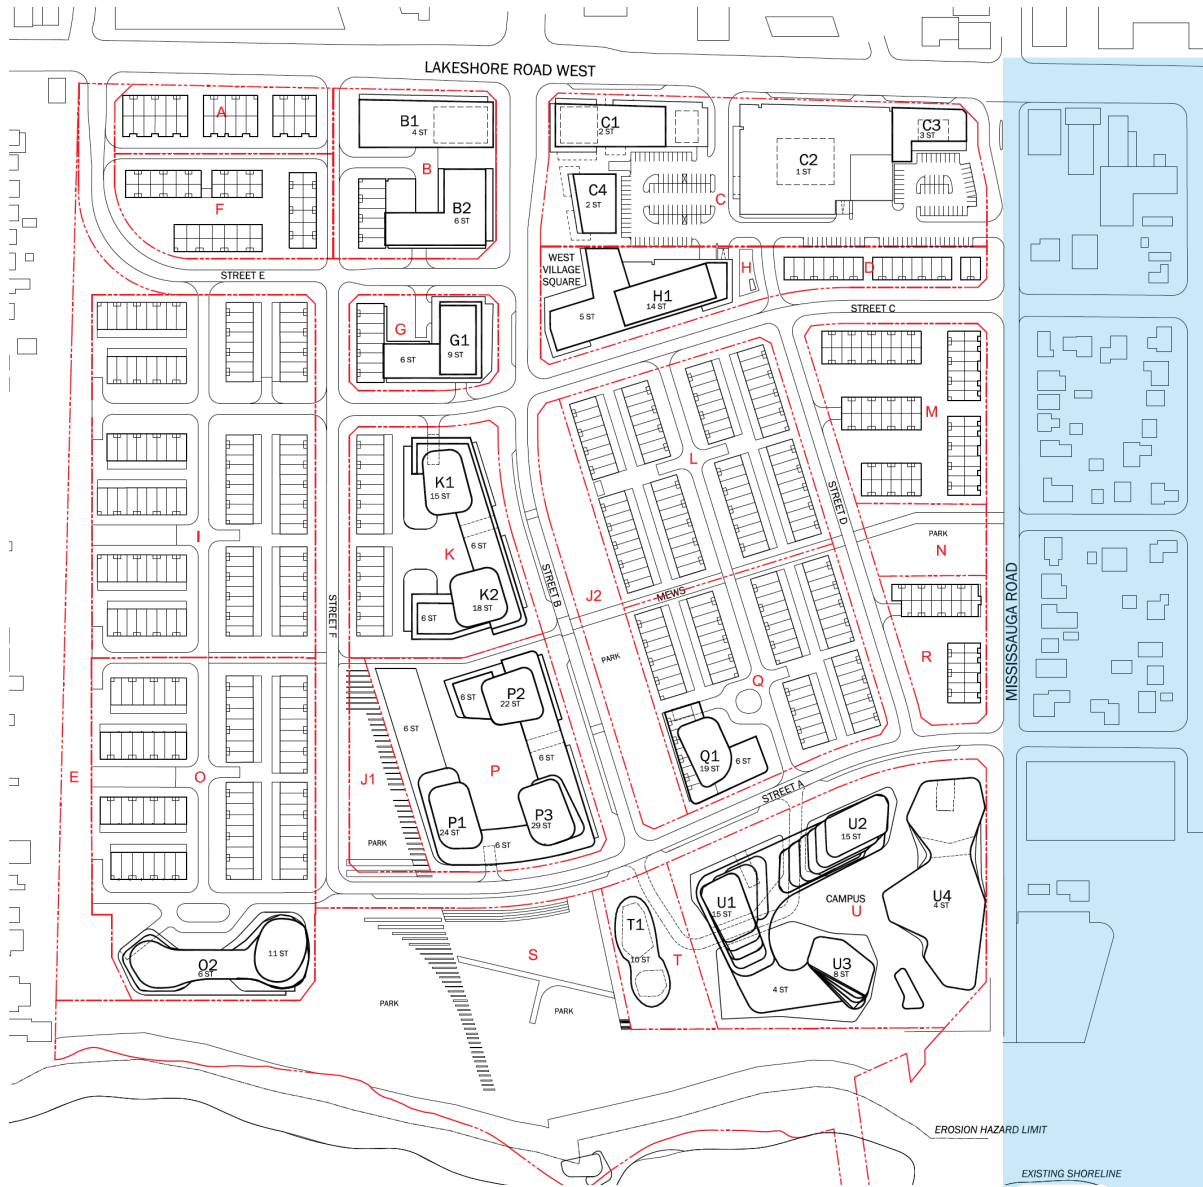 LAKESHORE ROAD WEST
A
B1
4 ST
C1
2 ST
C3
3 ST
C2
1 ST
B
F
B2
6 ST
C4
2 ST
C
STREET E
WEST
VILLAGE
SQUARE
H
D
H1
14 ST
5 ST
STREET C
G
G1
6 ST
9 ST
M
L
K1
15 ST
STREET D
I
K
6 ST
PARK
N
STREET F
STREET B
K2
18 ST
6 ST
J2
MEWS
MISSISSAUGA ROAD
PARK
R
Q
P2
22 ST
6 ST
6 ST
6 ST
Q1
19 ST
6 ST
E
O
J1
P
STREET A
P1
24 ST
P3
29 ST
6 ST
PARK
U2
15 ST
U1
15 ST
CAMPUS
U
U4
4 ST
T1
10 ST
T
S
O2
6 ST
11 ST
U3
8 ST
4 ST
PARK
PARK
EROSION HAZARD LIMIT
EXISTING SHORELINE